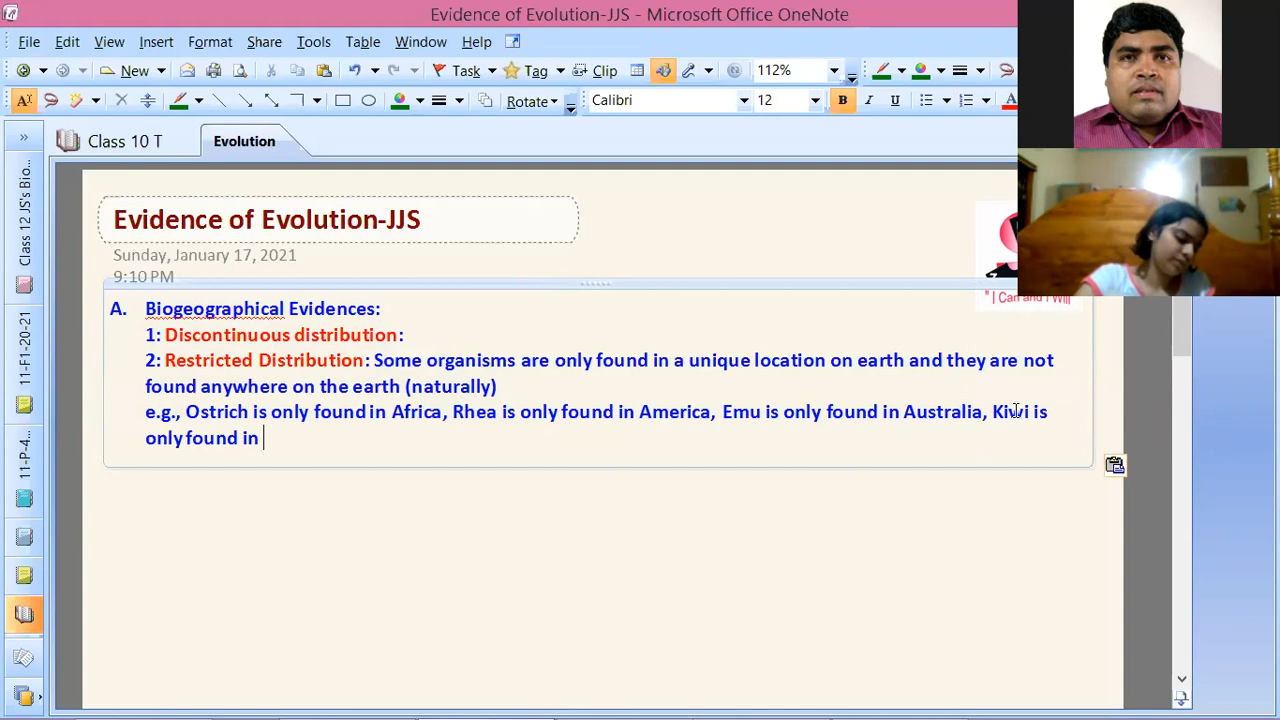 Evidence of Evolution-JJS - Microsoft Office OneNote
File Edit View Insert Format Share Tools Table Window Help
New Task Tag Clip 112%
Rotate Calibri 12 B I U A
Class 10 T Evolution
Class 12 JS's Bio...
11-F1-20-21
11-P-4...
Evidence of Evolution-JJS
Sunday, January 17, 2021
9:10 PM
" I Can and I Will
A. Biogeographical Evidences:
1: Discontinuous distribution:
2: Restricted Distribution: Some organisms are only found in a unique location on earth and they are not
found anywhere on the earth (naturally)
e.g., Ostrich is only found in Africa, Rhea is only found in America, Emu is only found in Australia, Kiwi is
only found in